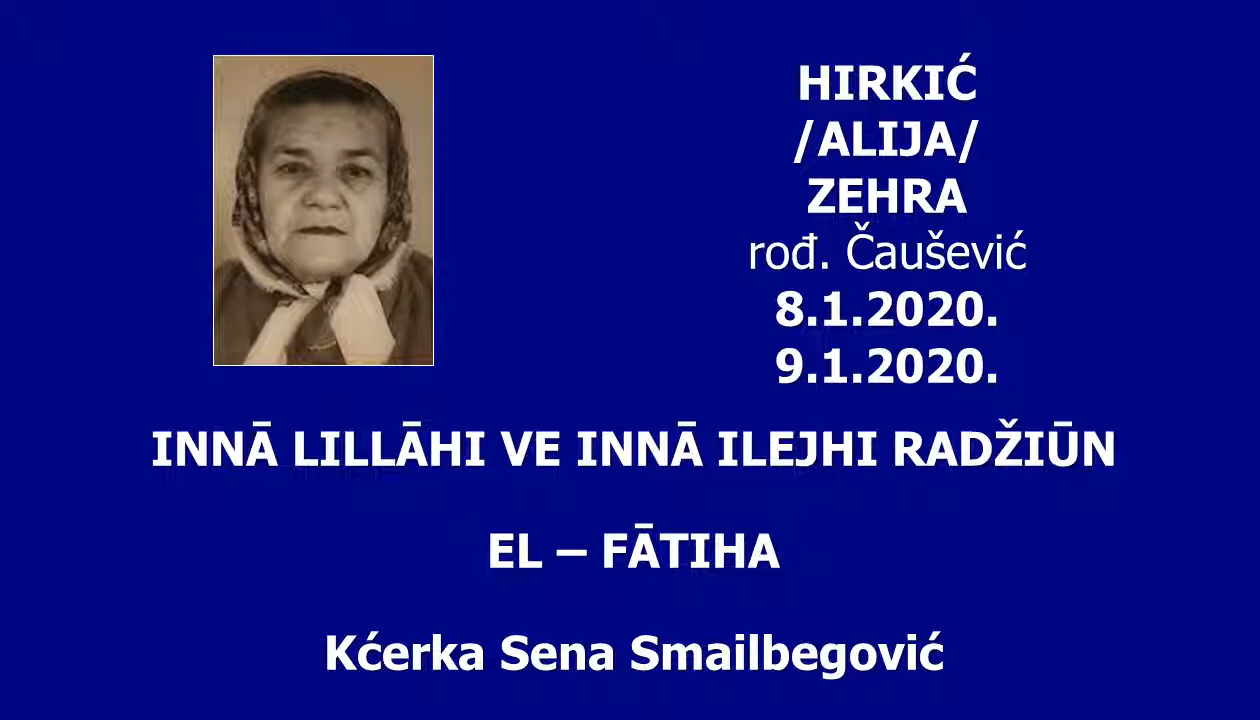 HIRKIĆ
/ALIJA/
ZEHRA
rođ. Čaušević
8.1.2020.
9.1.2020.
INNĀ LILLĀHI VE INNĀ ILEJHI RADŽIŪN
EL – FĀTIHA
Kćerka Sena Smailbegović